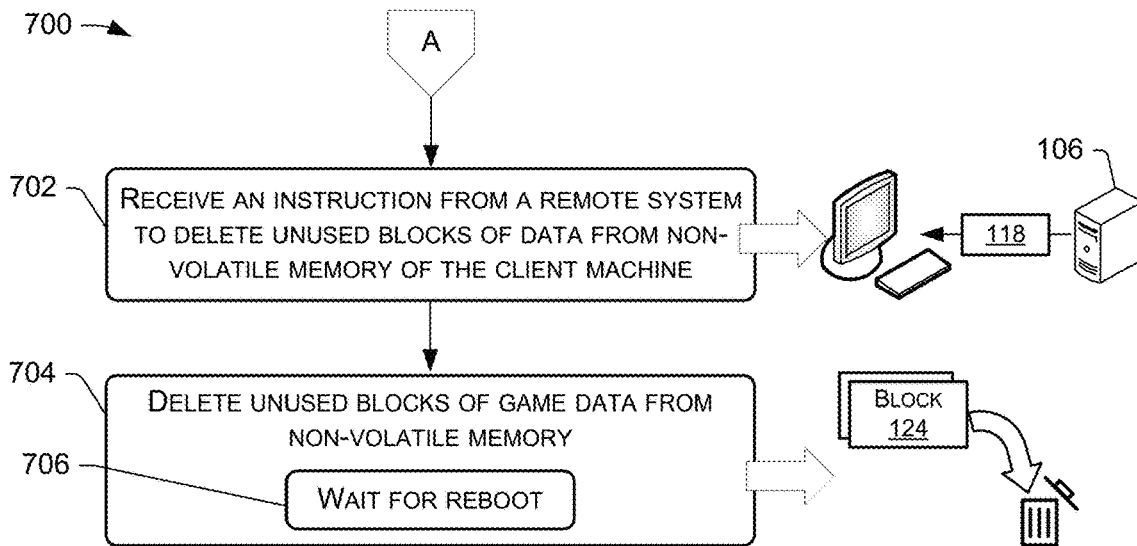 700
A
106
702
RECEIVE AN INSTRUCTION FROM A REMOTE SYSTEM
TO DELETE UNUSED BLOCKS OF DATA FROM NON-
VOLATILE MEMORY OF THE CLIENT MACHINE
118
704
DELETE UNUSED BLOCKS OF GAME DATA FROM
NON-VOLATILE MEMORY
706
WAIT FOR REBOOT
BLOCK
124